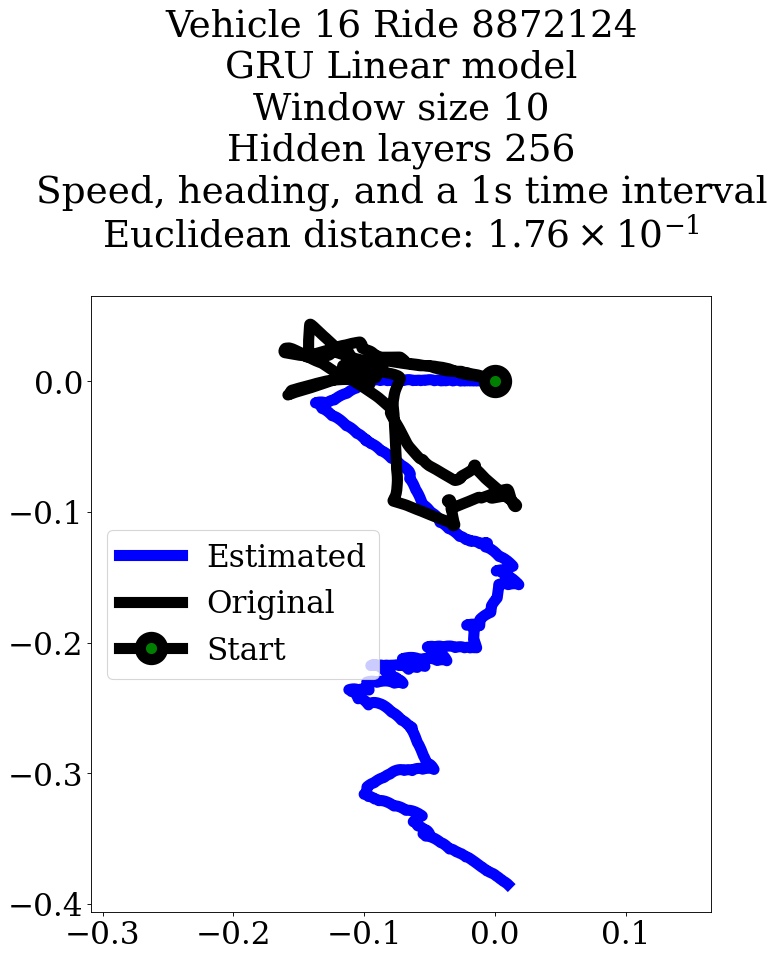 Vehicle 16 Ride 8872124
GRU Linear model
Window size 10
Hidden layers 256
Speed, heading, and a 1s time interval
Euclidean distance: 1.76 × 10⁻¹
0.0
−0.1
−0.2
−0.3
−0.4
Estimated
Original
Start
−0.3 −0.2 −0.1 0.0 0.1